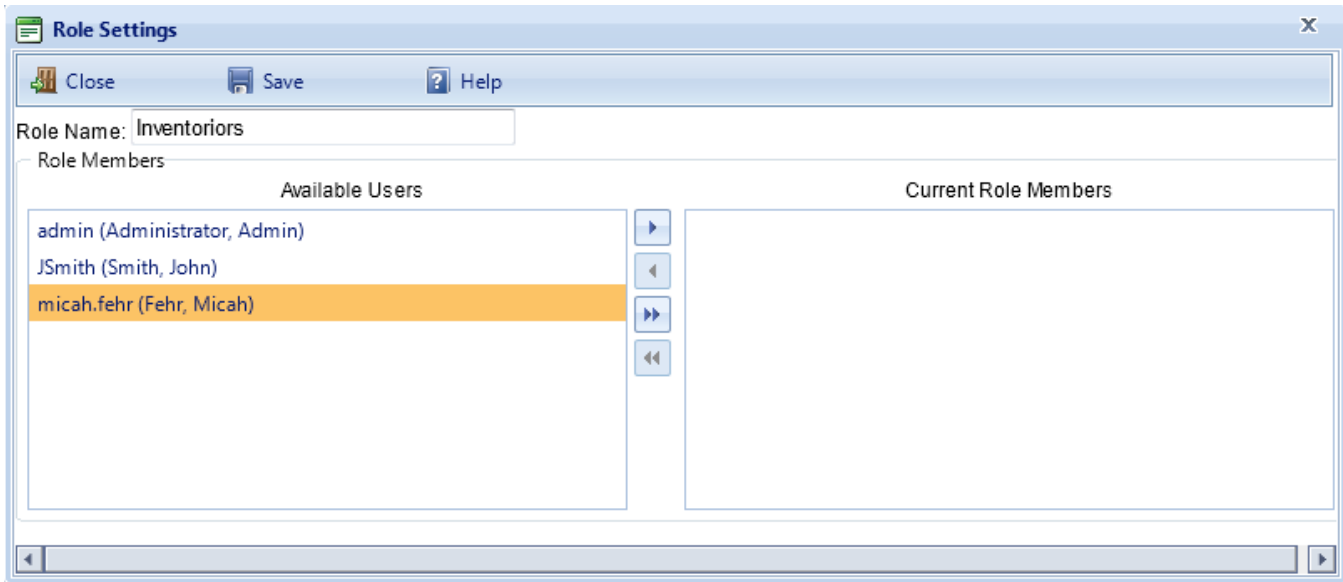 Role Settings
Close Save Help
Role Name: Inventoriors
Role Members
Available Users Current Role Members
admin (Administrator, Admin)
JSmith (Smith, John)
micah.fehr (Fehr, Micah)